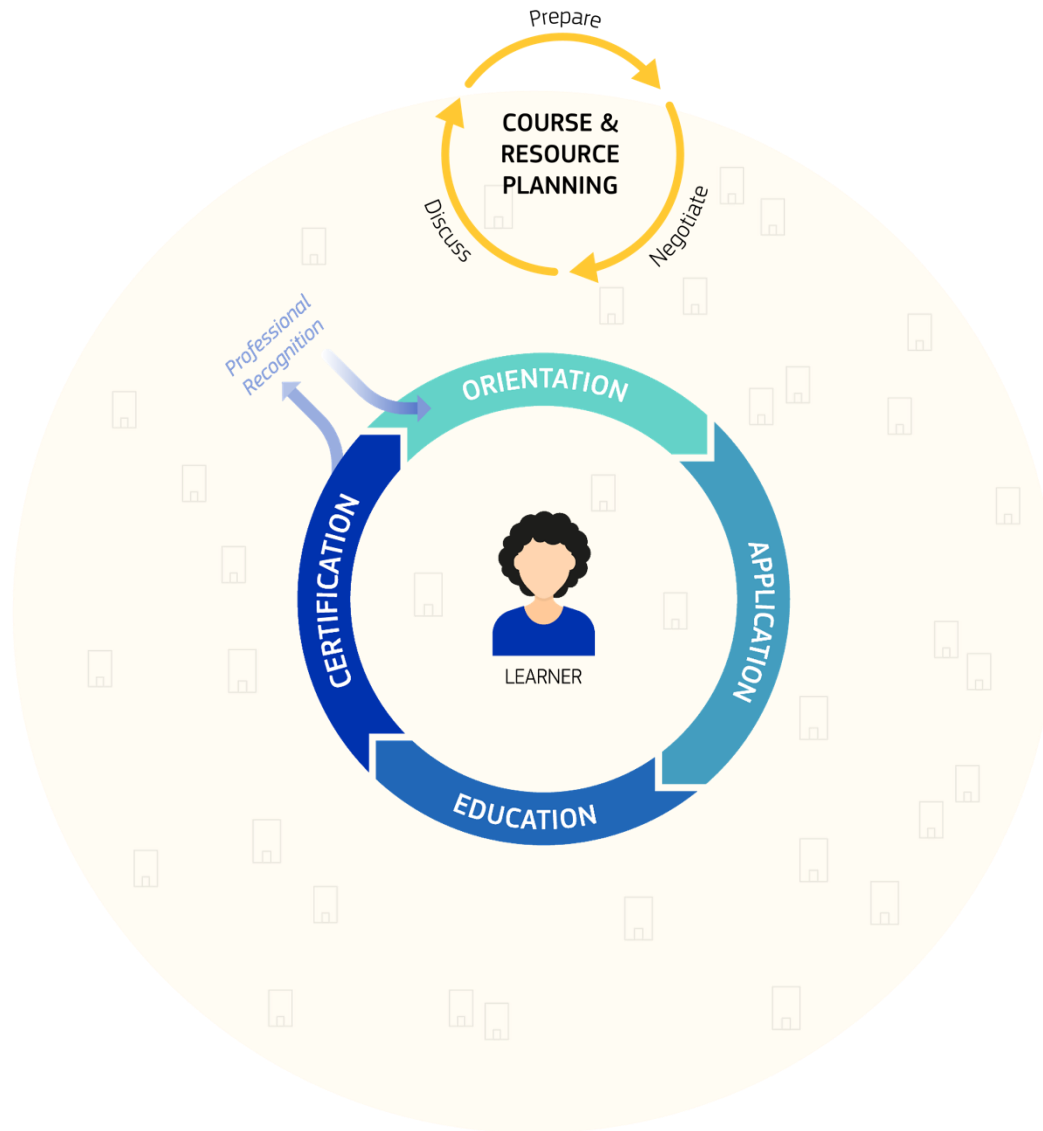 Prepare
COURSE &
RESOURCE
PLANNING
Discuss
Negotiate
Professional
Recognition
ORIENTATION
APPLICATION
CERTIFICATION
LEARNER
EDUCATION